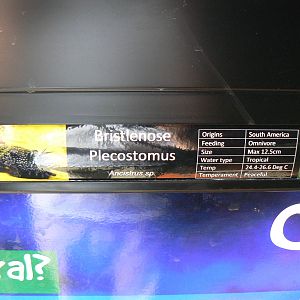 Bristlenose
Plecostomus
Ancistrus sp.
Origins South America
Feeding Omnivore
Size Max 12.5cm
Water type Tropical
Temp 24.4-26.6 Deg C
Temperament Peaceful